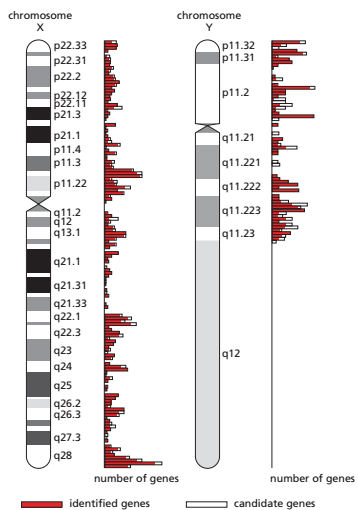 chromosome X
p22.33
p22.31
p22.2
p22.12
p22.11
p21.3
p21.1
p11.4
p11.3
p11.22
q11.2
q12
q13.1
q21.1
q21.31
q21.33
q22.1
q22.3
q23
q24
q25
q26.2
q26.3
q27.3
q28
number of genes
chromosome Y
p11.32
p11.31
p11.2
q11.21
q11.221
q11.222
q11.223
q11.23
q12
number of genes
identified genes
candidate genes